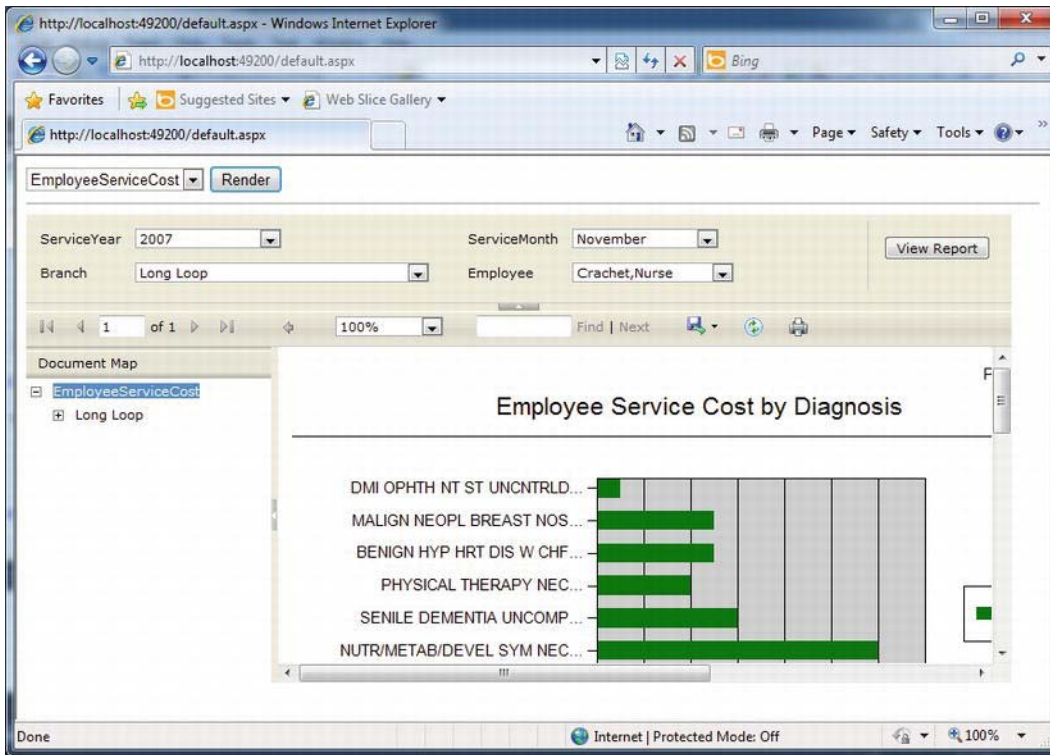 http://localhost:49200/default.aspx - Windows Internet Explorer
http://localhost:49200/default.aspx
Bing
Favorites
Suggested Sites
Web Slice Gallery
http://localhost:49200/default.aspx
Page
Safety
Tools
EmployeeServiceCost
Render
ServiceYear
2007
ServiceMonth
November
View Report
Branch
Long Loop
Employee
Crachet,Nurse
1
of 1
100%
Find | Next
Document Map
EmployeeServiceCost
Long Loop
Employee Service Cost by Diagnosis
DMI OPHTH NT ST UNCNTRLD...
MALIGN NEOPL BREAST NOS...
BENIGN HYP HRT DIS W CHF...
PHYSICAL THERAPY NEC...
SENILE DEMENTIA UNCOMP...
NUTR/METAB/DEVEL SYM NEC...
Done
Internet | Protected Mode: Off
100%